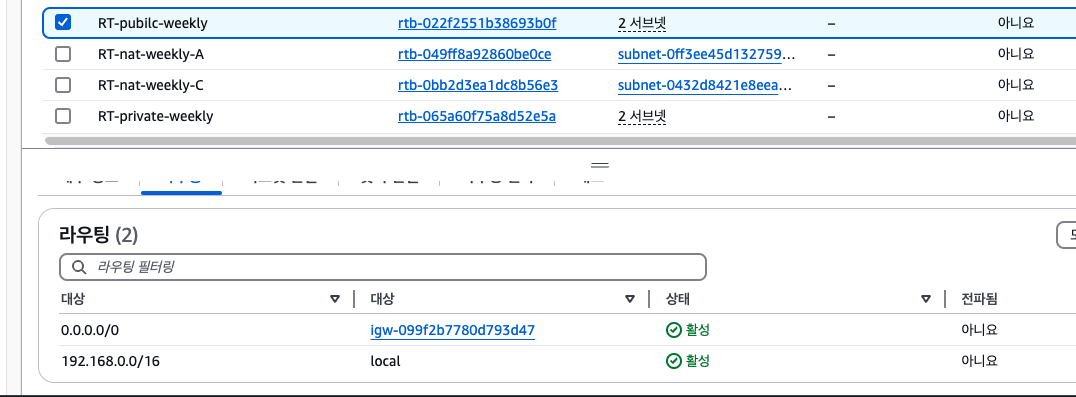 RT-pubilc-weekly rtb-022f2551b38693b0f 2 서브넷 – 아니요
RT-nat-weekly-A rtb-049ff8a92860be0ce subnet-0ff3ee45d132759... – 아니요
RT-nat-weekly-C rtb-0bb2d3ea1dc8b56e3 subnet-0432d8421e8eea... – 아니요
RT-private-weekly rtb-065a60f75a8d52e5a 2 서브넷 – 아니요
라우팅 (2)
라우팅 필터링
대상 대상 상태 전파됨
0.0.0.0/0 igw-099f2b7780d793d47 활성 아니요
192.168.0.0/16 local 활성 아니요